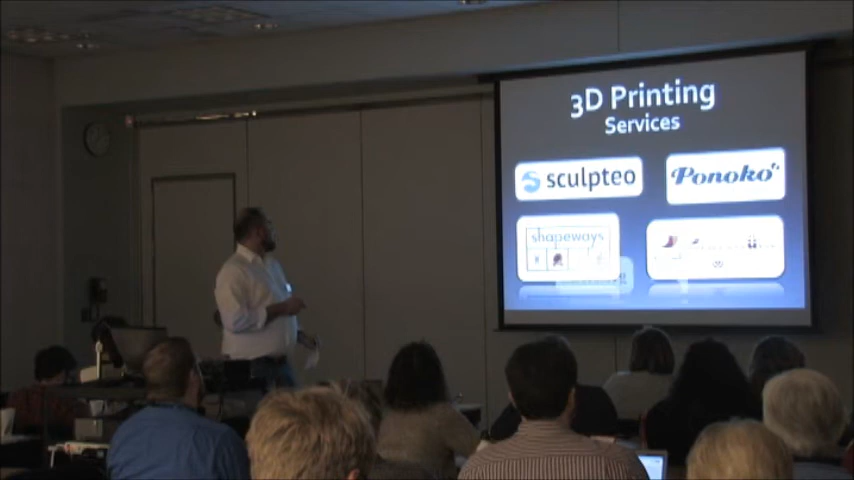 3D Printing
Services
sculpteo
Ponoko
shapeways